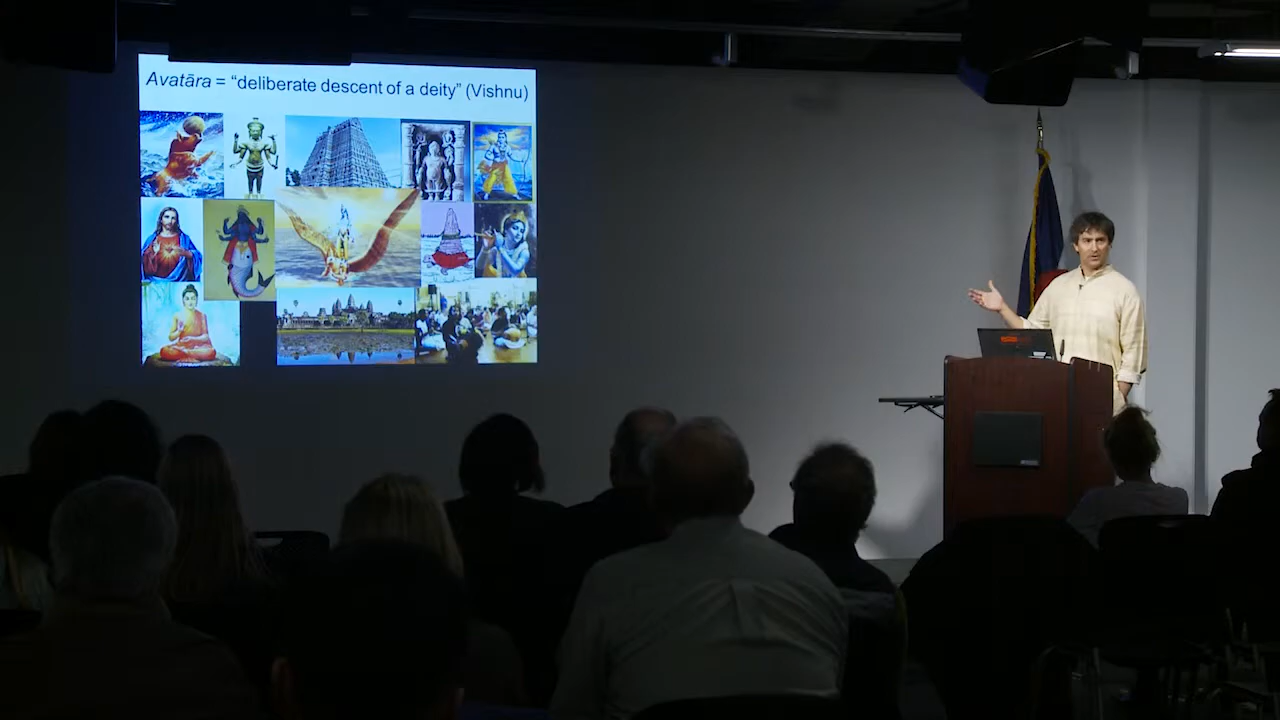 Avatāra = “deliberate descent of a deity” (Vishnu)